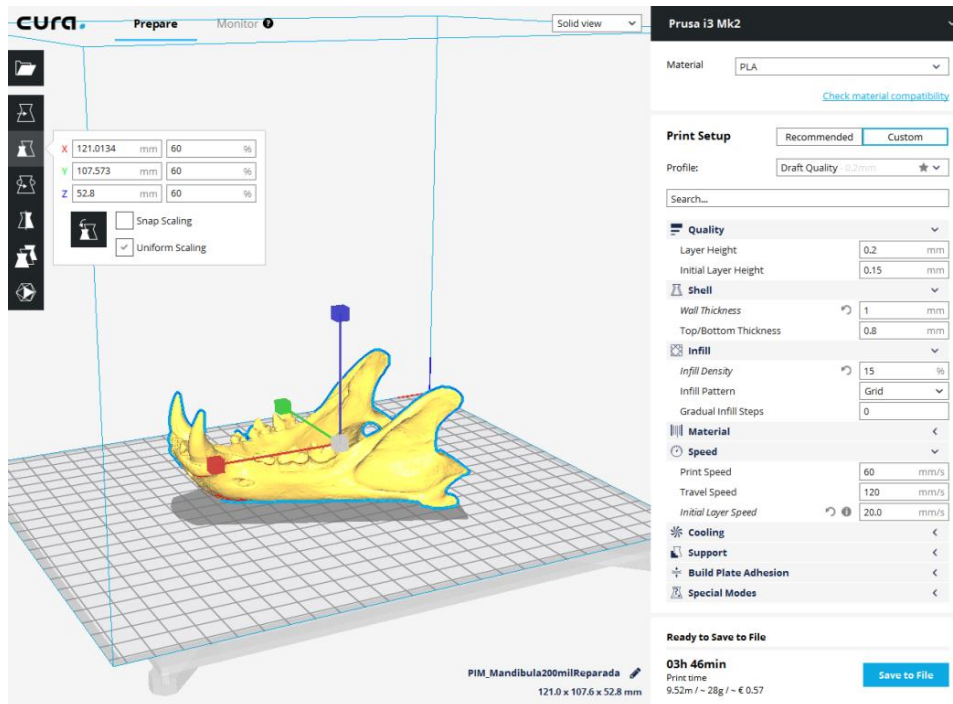 cura. Prepare Monitor ? Solid view
Prusa i3 Mk2
Material PLA
Check material compatibility
X 121.0134 mm 60 %
Y 107.573 mm 60 %
Z 52.8 mm 60 %
Snap Scaling
Uniform Scaling
Print Setup Recommended Custom
Profile: Draft Quality - 0.2mm
Search...
Quality
Layer Height 0.2 mm
Initial Layer Height 0.15 mm
Shell
Wall Thickness 1 mm
Top/Bottom Thickness 0.8 mm
Infill
Infill Density 15 %
Infill Pattern Grid
Gradual Infill Steps 0
Material
Speed
Print Speed 60 mm/s
Travel Speed 120 mm/s
Initial Layer Speed 20.0 mm/s
Cooling
Support
Build Plate Adhesion
Special Modes
Ready to Save to File
PIM_Mandibula200milReparada
121.0 x 107.6 x 52.8 mm
03h 46min
Print time
9.52m / ~ 28g / ~ € 0.57
Save to File